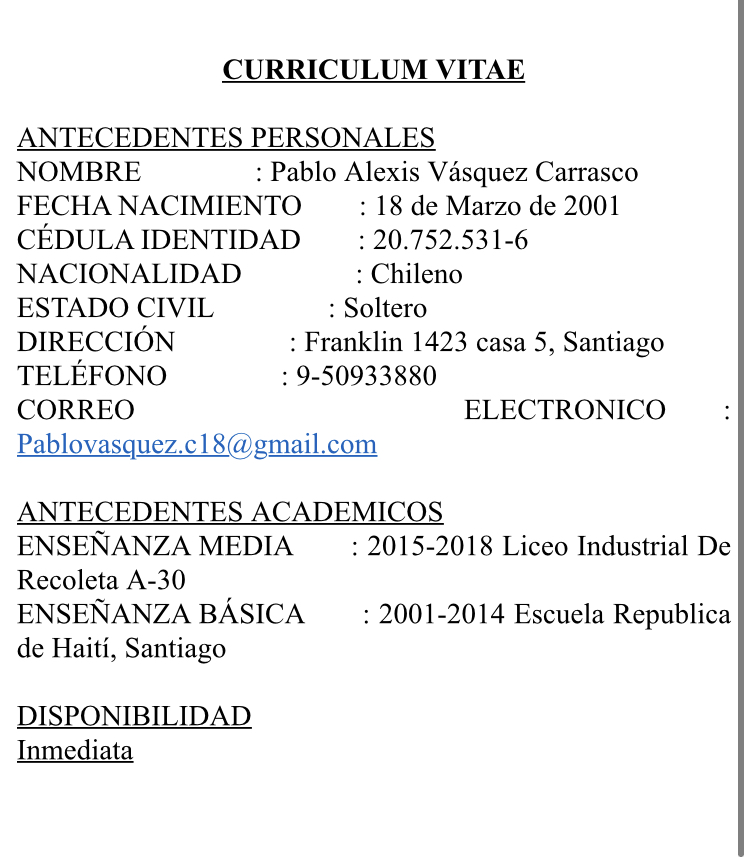 CURRICULUM VITAE
ANTECEDENTES PERSONALES
NOMBRE : Pablo Alexis Vásquez Carrasco
FECHA NACIMIENTO : 18 de Marzo de 2001
CÉDULA IDENTIDAD : 20.752.531-6
NACIONALIDAD : Chileno
ESTADO CIVIL : Soltero
DIRECCIÓN : Franklin 1423 casa 5, Santiago
TELÉFONO : 9-50933880
CORREO ELECTRONICO :
Pablovasquez.c18@gmail.com
ANTECEDENTES ACADEMICOS
ENSEÑANZA MEDIA : 2015-2018 Liceo Industrial De
Recoleta A-30
ENSEÑANZA BÁSICA : 2001-2014 Escuela Republica
de Haití, Santiago
DISPONIBILIDAD
Inmediata